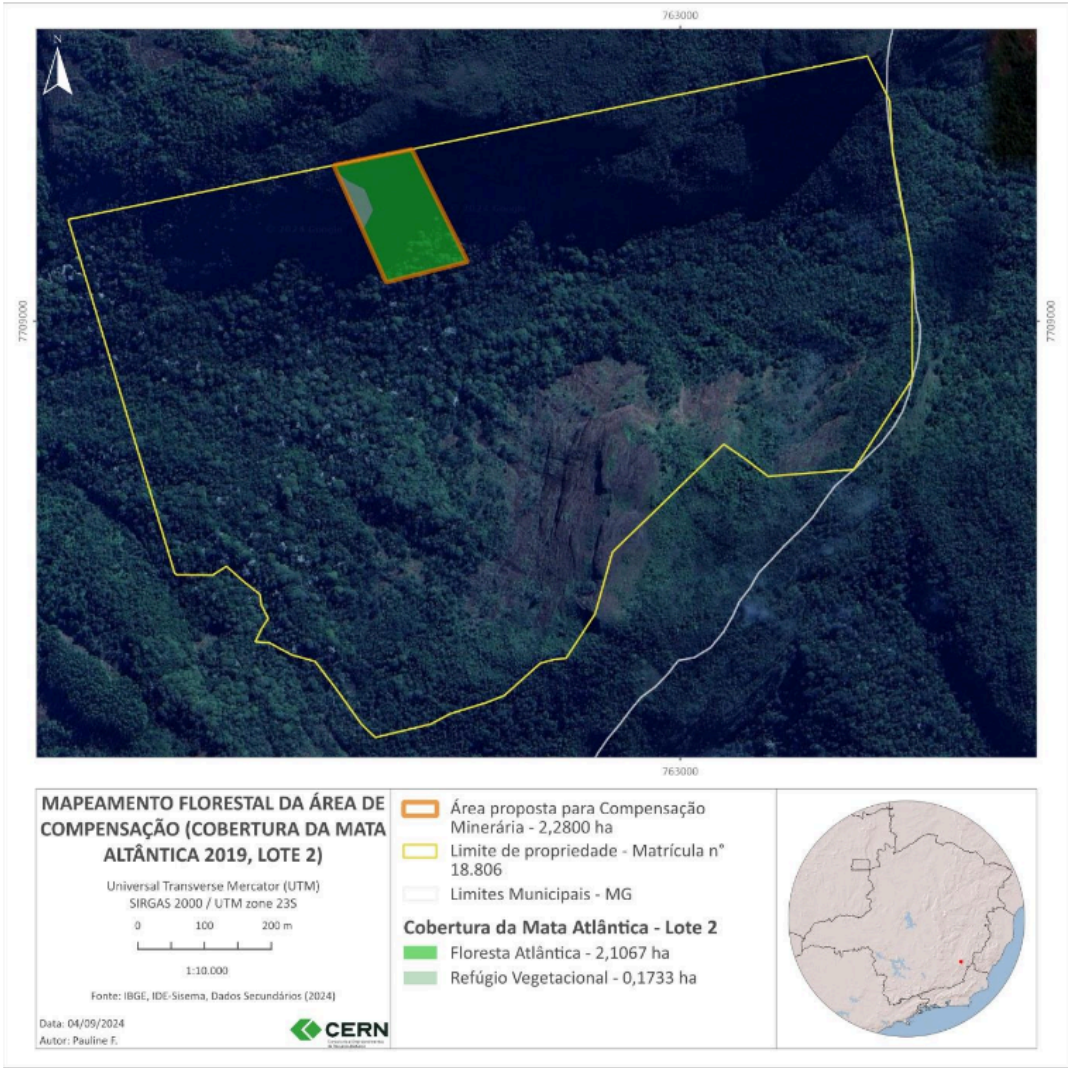 763000
N
7709000
7709000
763000
MAPEAMENTO FLORESTAL DA ÁREA DE
COMPENSAÇÃO (COBERTURA DA MATA
ALTÂNTICA 2019, LOTE 2)
Universal Transverse Mercator (UTM)
SIRGAS 2000 / UTM zone 23S
0 100 200 m
1:10.000
Fonte: IBGE, IDE-Sisema, Dados Secundários (2024)
Data: 04/09/2024
Autor: Pauline F.
CERN
Área proposta para Compensação
Minerária - 2,2800 ha
Limite de propriedade - Matrícula n°
18.806
Limites Municipais - MG
Cobertura da Mata Atlântica - Lote 2
Floresta Atlântica - 2,1067 ha
Refúgio Vegetacional - 0,1733 ha